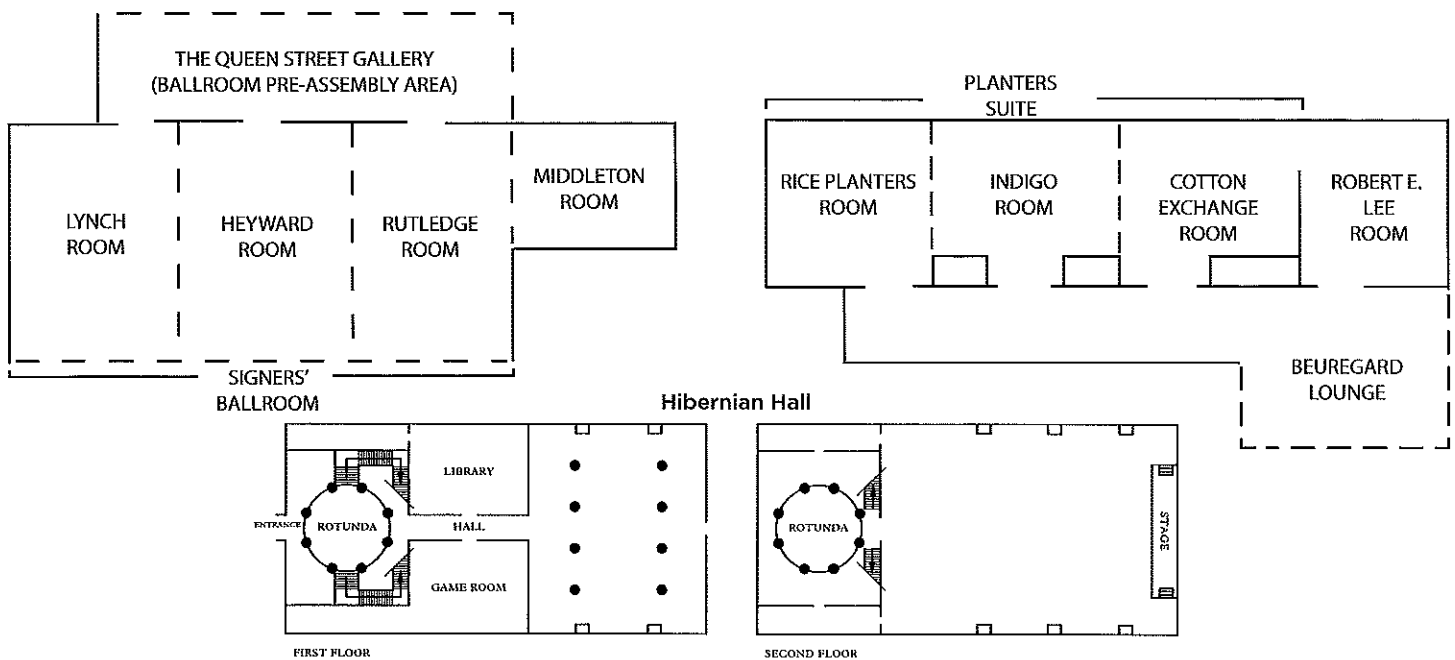 THE QUEEN STREET GALLERY
(BALLROOM PRE-ASSEMBLY AREA)
LYNCH
ROOM
HEYWARD
ROOM
RUTLEDGE
ROOM
MIDDLETON
ROOM
SIGNERS'
BALLROOM
PLANTERS
SUITE
RICE PLANTERS
ROOM
INDIGO
ROOM
COTTON
EXCHANGE
ROOM
ROBERT E.
LEE
ROOM
BEUREGARD
LOUNGE
Hibernian Hall
LIBRARY
ENTRANCE
ROTUNDA
HALL
GAME ROOM
FIRST FLOOR
ROTUNDA
STAGE
SECOND FLOOR